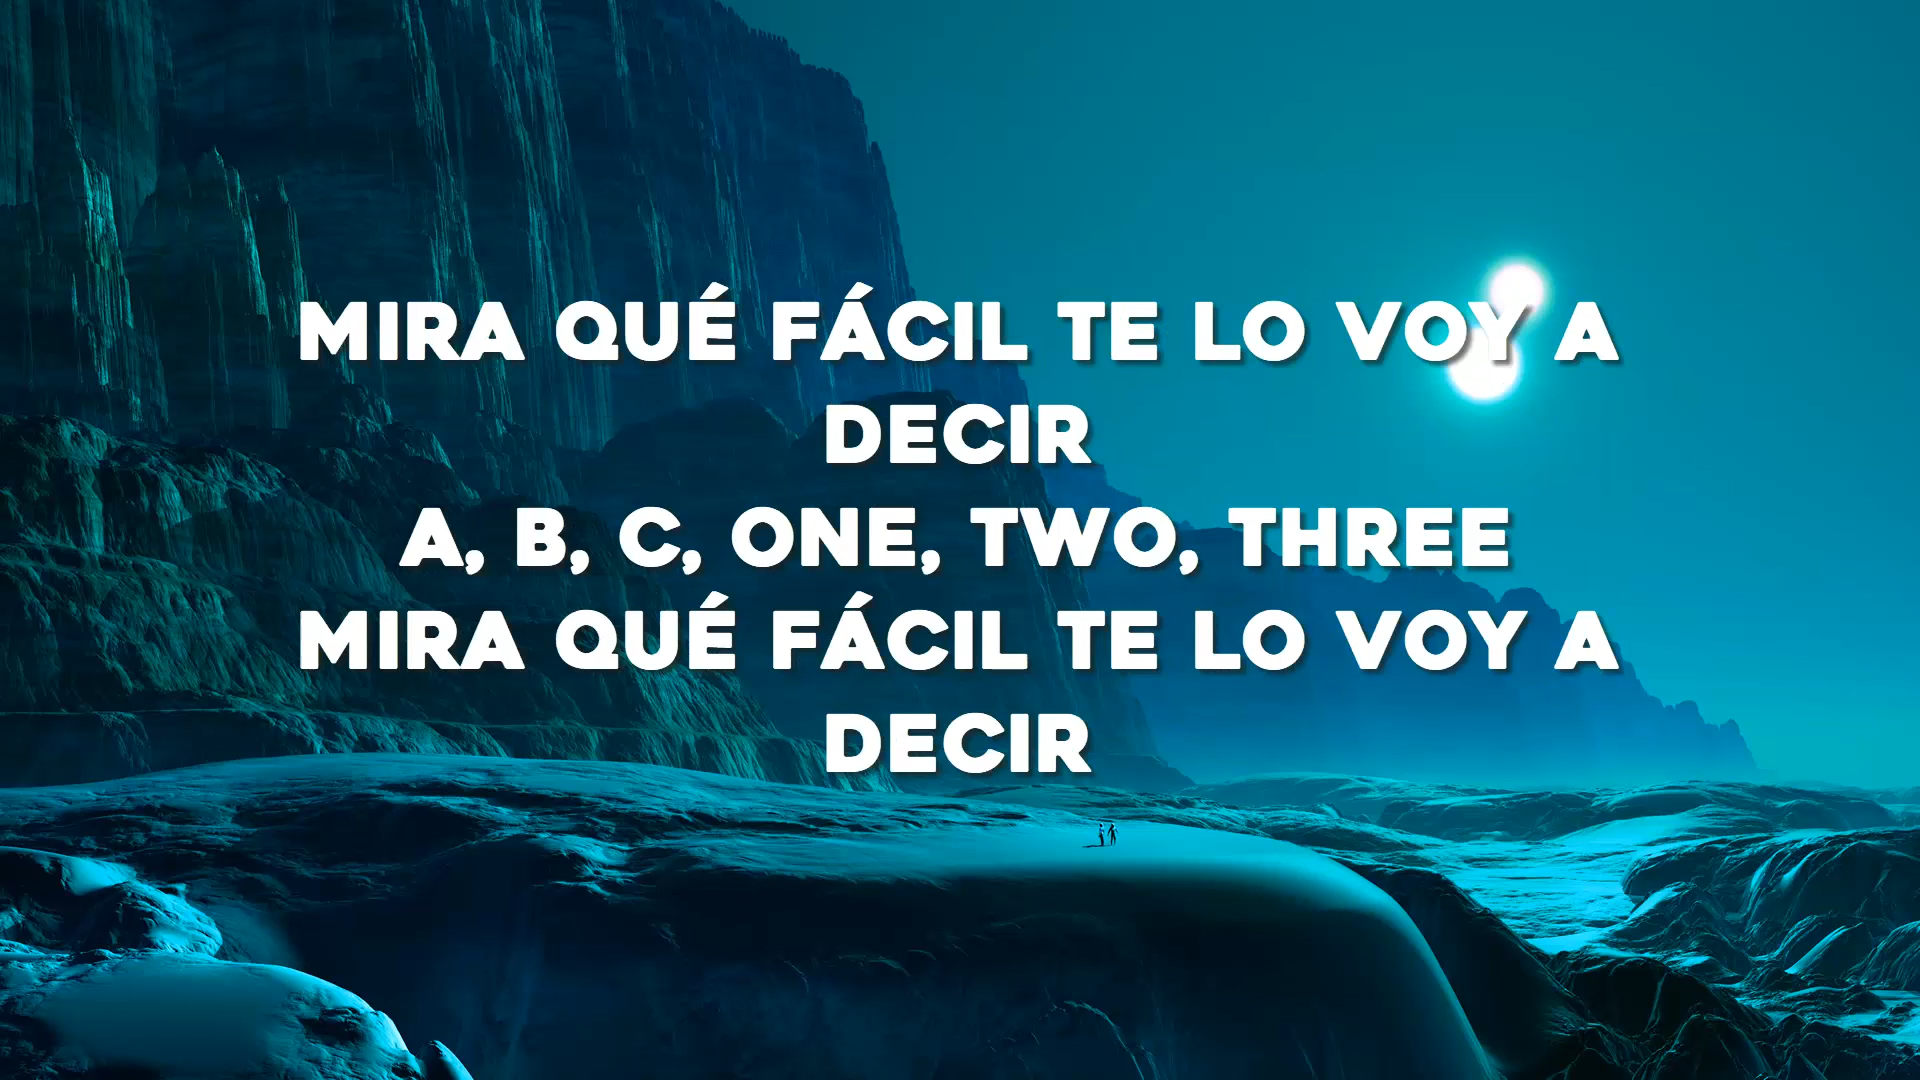 MIRA QUÉ FÁCIL TE LO VOY A
DECIR
A, B, C, ONE, TWO, THREE
MIRA QUÉ FÁCIL TE LO VOY A
DECIR